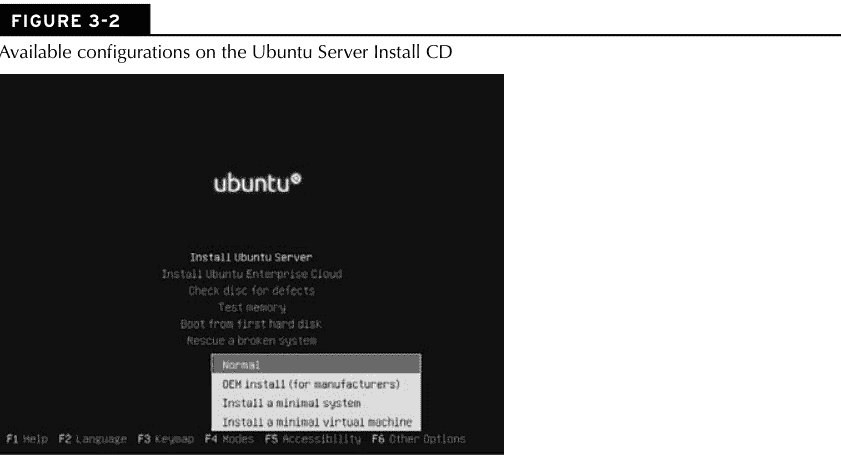 FIGURE 3-2
Available configurations on the Ubuntu Server Install CD
ubuntu
Install Ubuntu Server
Install Ubuntu Enterprise Cloud
Check disc for defects
Test memory
Boot from first hard disk
Rescue a broken system
Normal
OEM install (for manufacturers)
Install a minimal system
Install a minimal virtual machine
F1 Help F2 Language F3 Keymap F4 Modes F5 Accessibility F6 Other Options